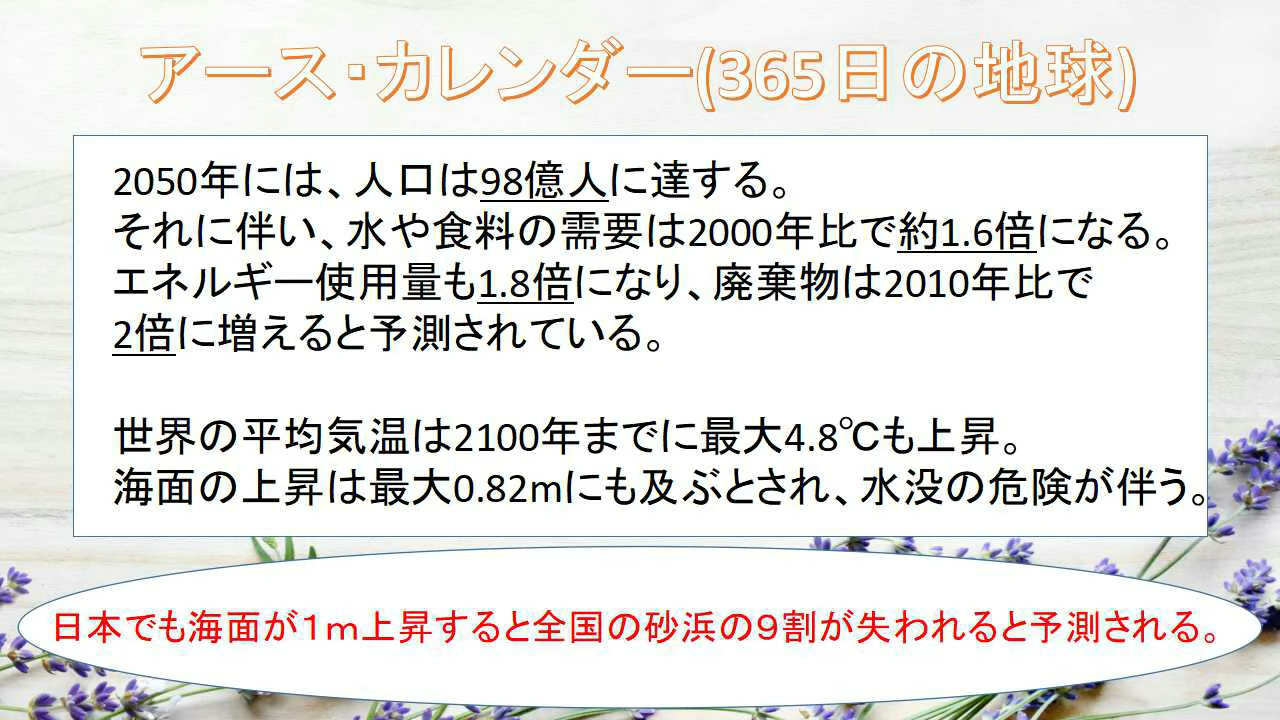 アース・カレンダー(365日の地球)
2050年には、人口は98億人に達する。
それに伴い、水や食料の需要は2000年比で約1.6倍になる。
エネルギー使用量も1.8倍になり、廃棄物は2010年比で
2倍に増えると予測されている。
世界の平均気温は2100年までに最大4.8℃も上昇。
海面の上昇は最大0.82mにも及ぶとされ、水没の危険が伴う。
日本でも海面が１ｍ上昇すると全国の砂浜の９割が失われると予測される。